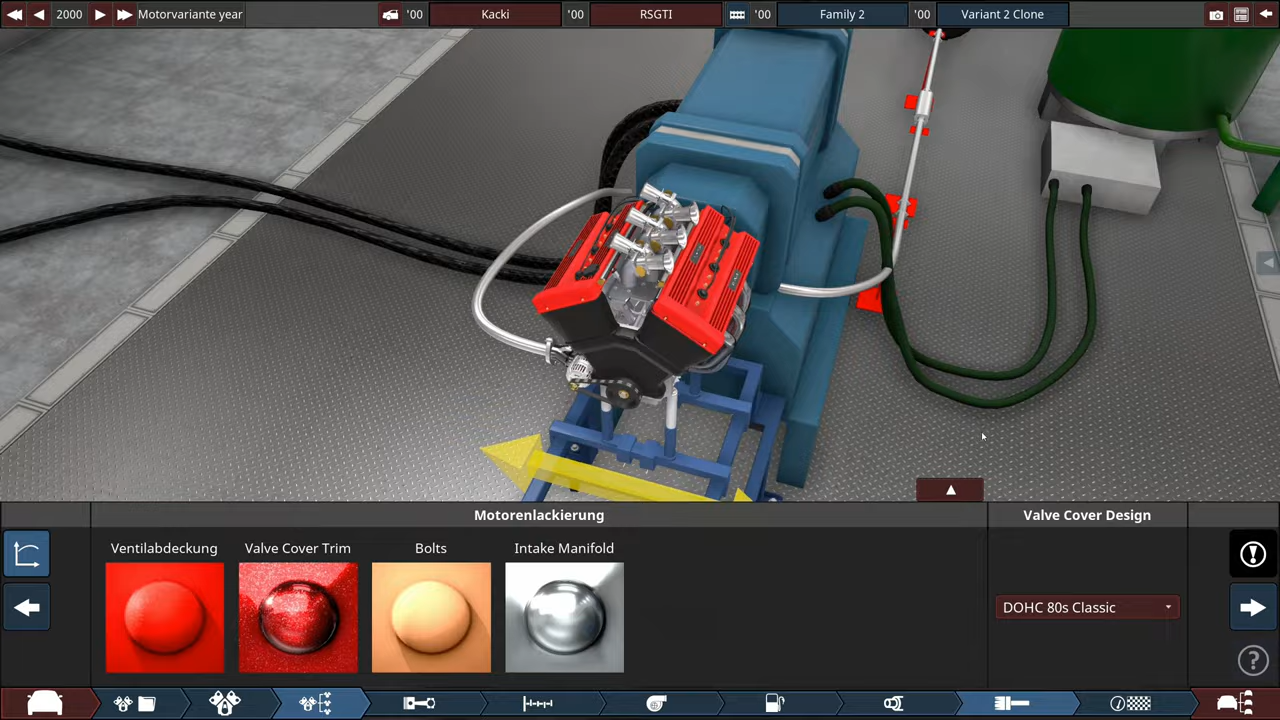 2000 Motorvariante year '00 Kacki '00 RSGTI '00 Family 2 '00 Variant 2 Clone
Motorenlackierung
Valve Cover Design
Ventilabdeckung Valve Cover Trim Bolts Intake Manifold
DOHC 80s Classic